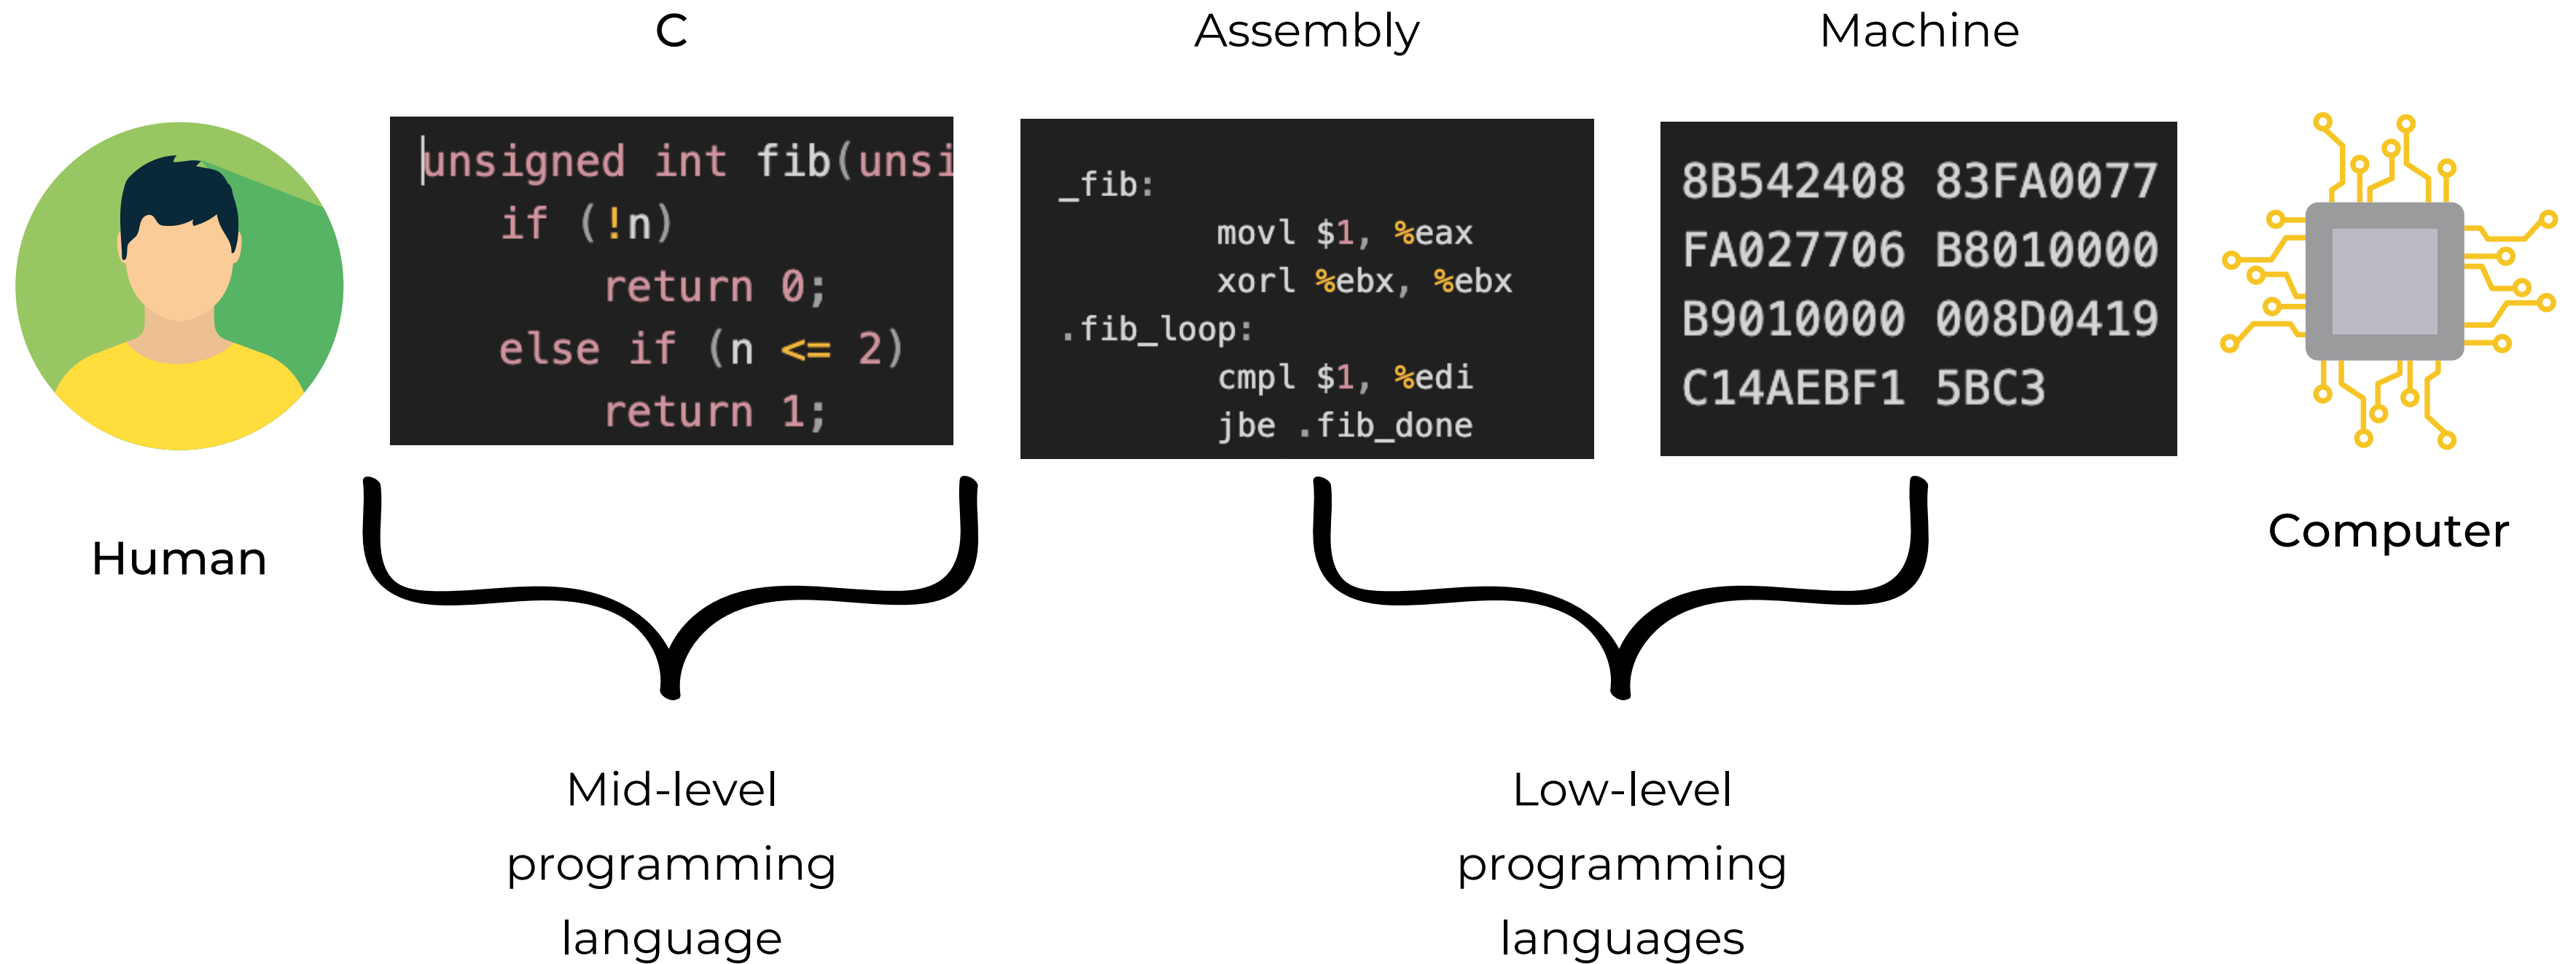 C
Assembly
Machine
unsigned int fib(unsi
if (!n)
return 0;
else if (n <= 2)
return 1;
_fib:
movl $1, %eax
xorl %ebx, %ebx
.fib_loop:
cmpl $1, %edi
jbe .fib_done
8B542408 83FA0077
FA027706 B8010000
B9010000 008D0419
C14AEBF1 5BC3
Human
Computer
Mid-level
programming
language
Low-level
programming
languages